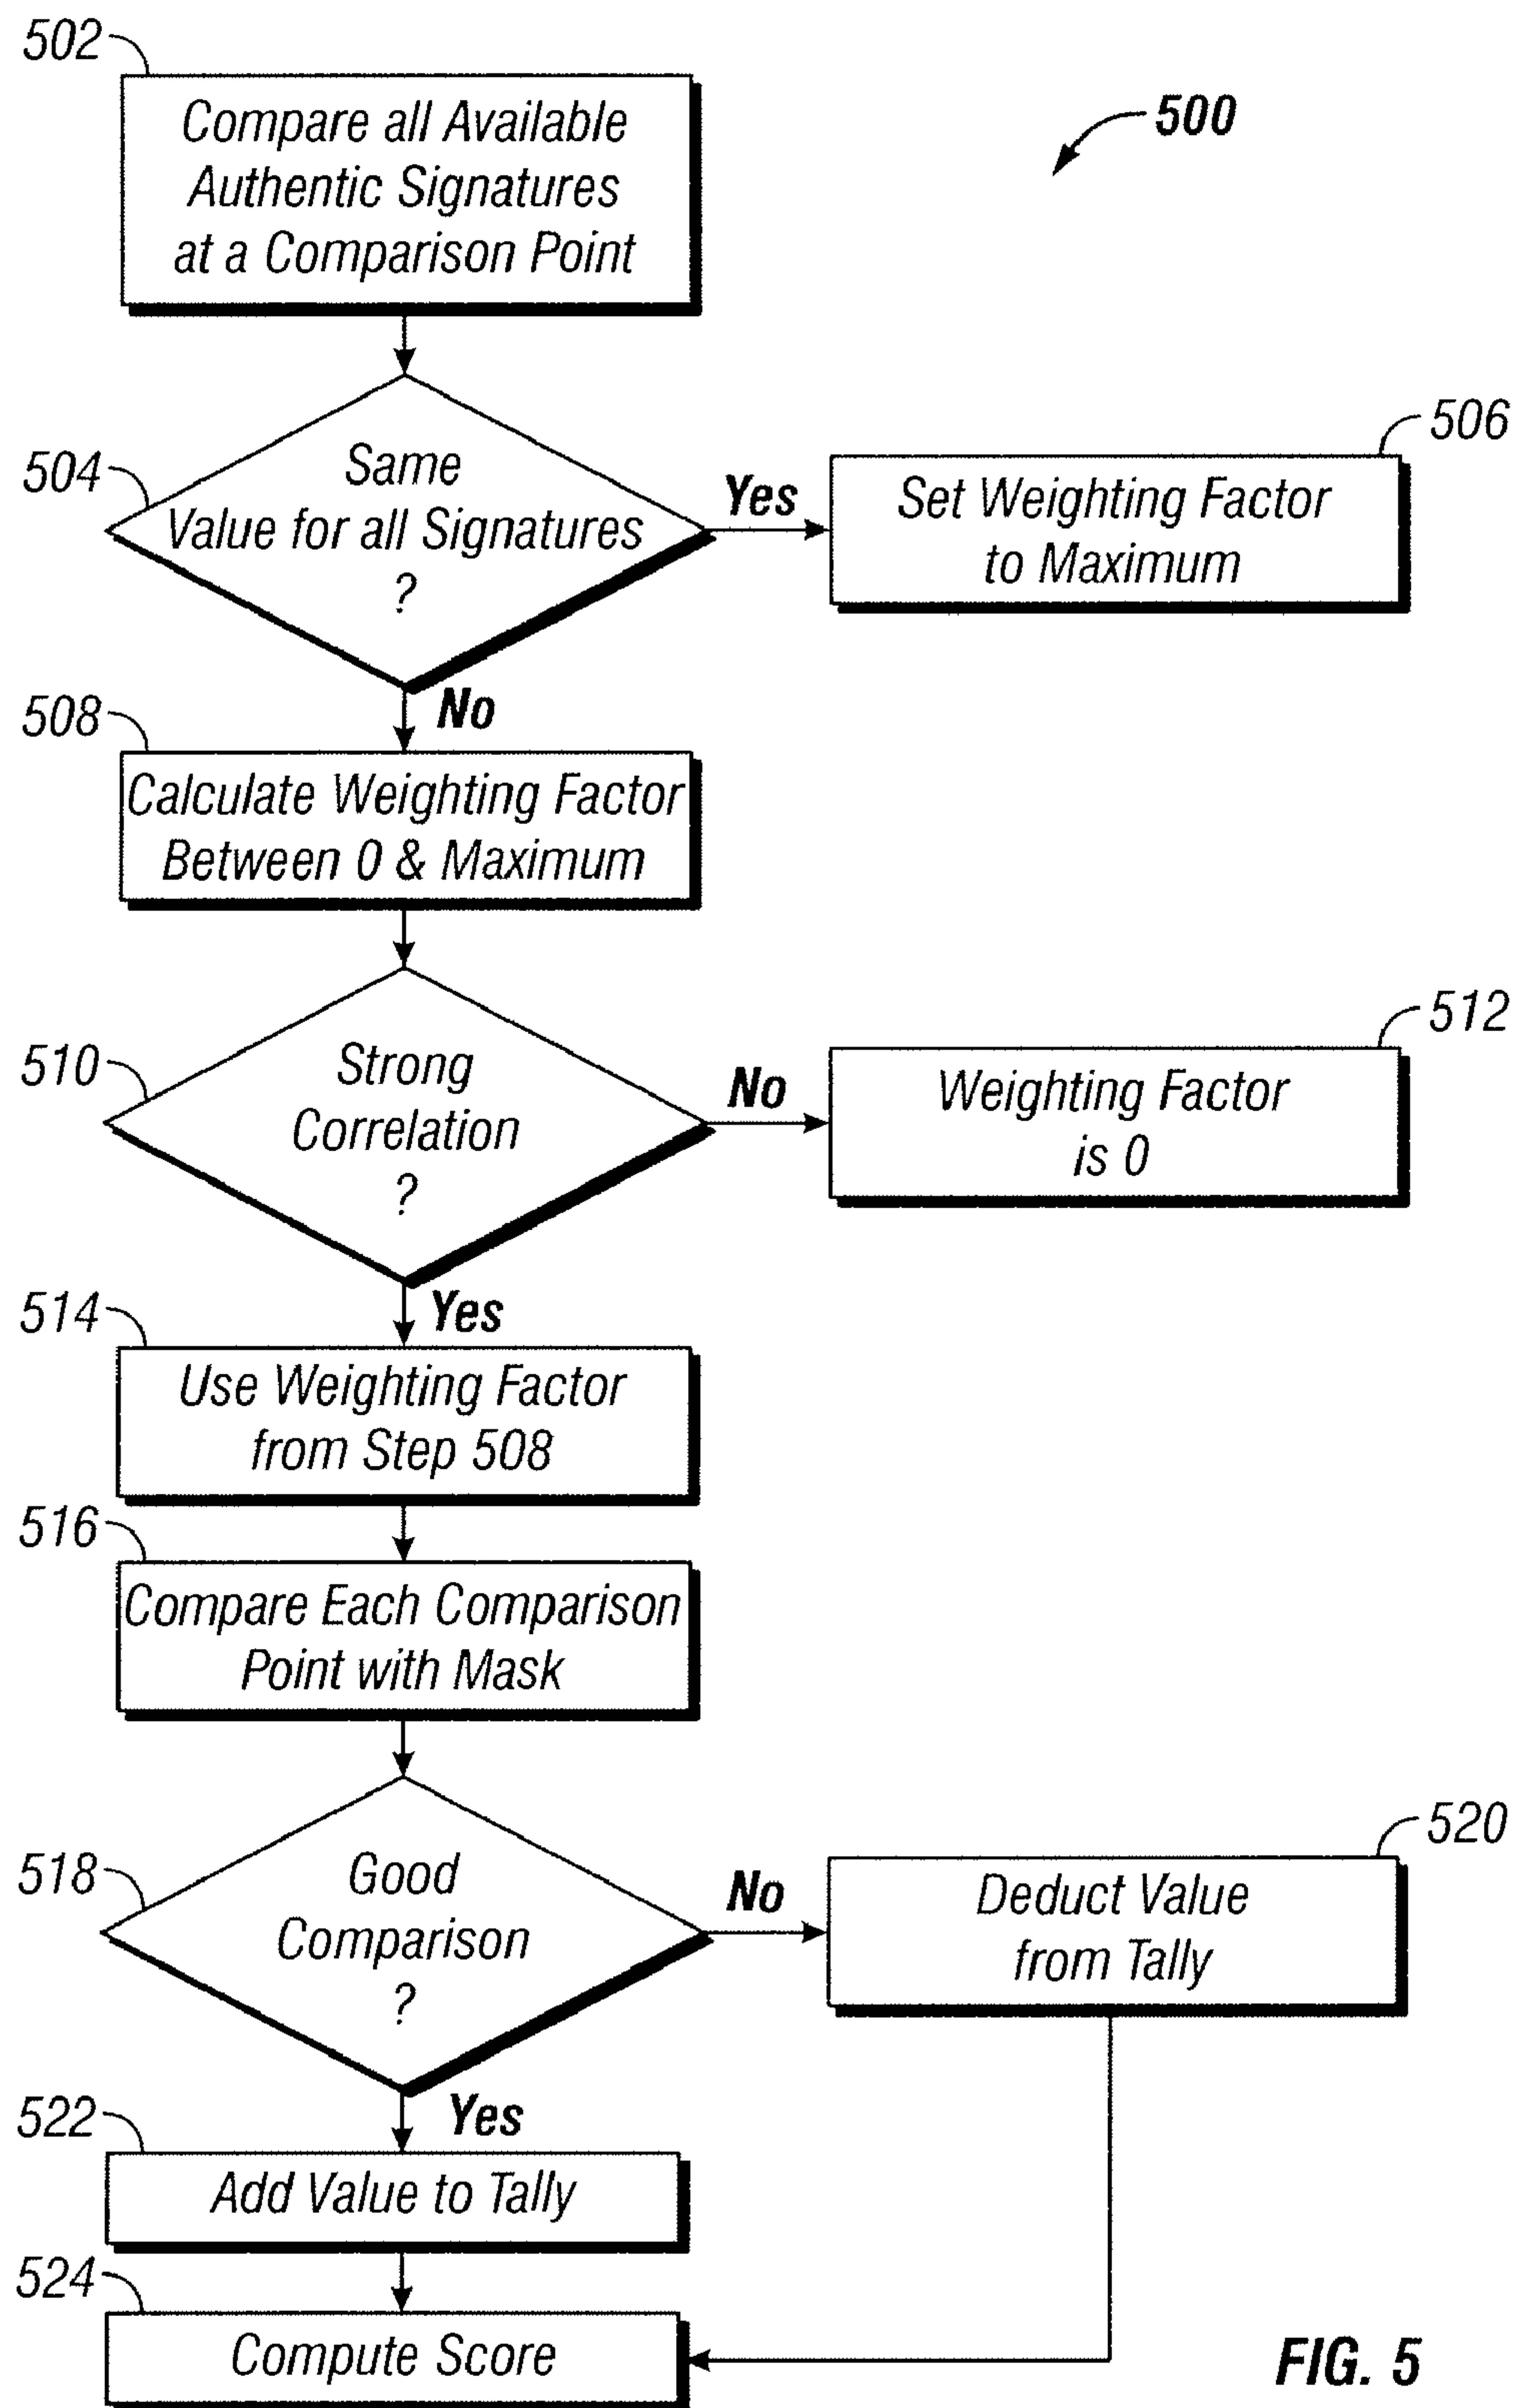 502
Compare all Available
Authentic Signatures
at a Comparison Point
500
504
Same
Value for all Signatures
?
Yes
506
Set Weighting Factor
to Maximum
No
508
Calculate Weighting Factor
Between 0 & Maximum
510
Strong
Correlation
?
No
512
Weighting Factor
is 0
Yes
514
Use Weighting Factor
from Step 508
516
Compare Each Comparison
Point with Mask
518
Good
Comparison
?
No
520
Deduct Value
from Tally
Yes
522
Add Value to Tally
524
Compute Score
FIG. 5